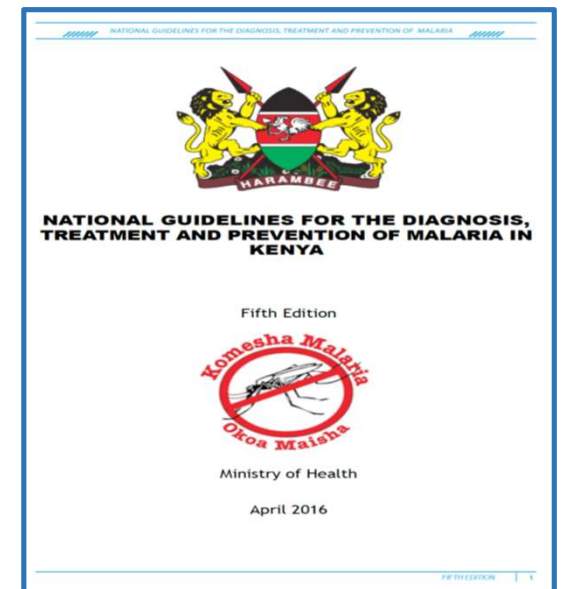 NATIONAL GUIDELINES FOR THE DIAGNOSIS, TREATMENT AND PREVENTION OF MALARIA
HARAMBEE
NATIONAL GUIDELINES FOR THE DIAGNOSIS,
TREATMENT AND PREVENTION OF MALARIA IN
KENYA
Fifth Edition
Komesha Malaria
Okoa Maisha
Ministry of Health
April 2016
FIFTH EDITION | 1